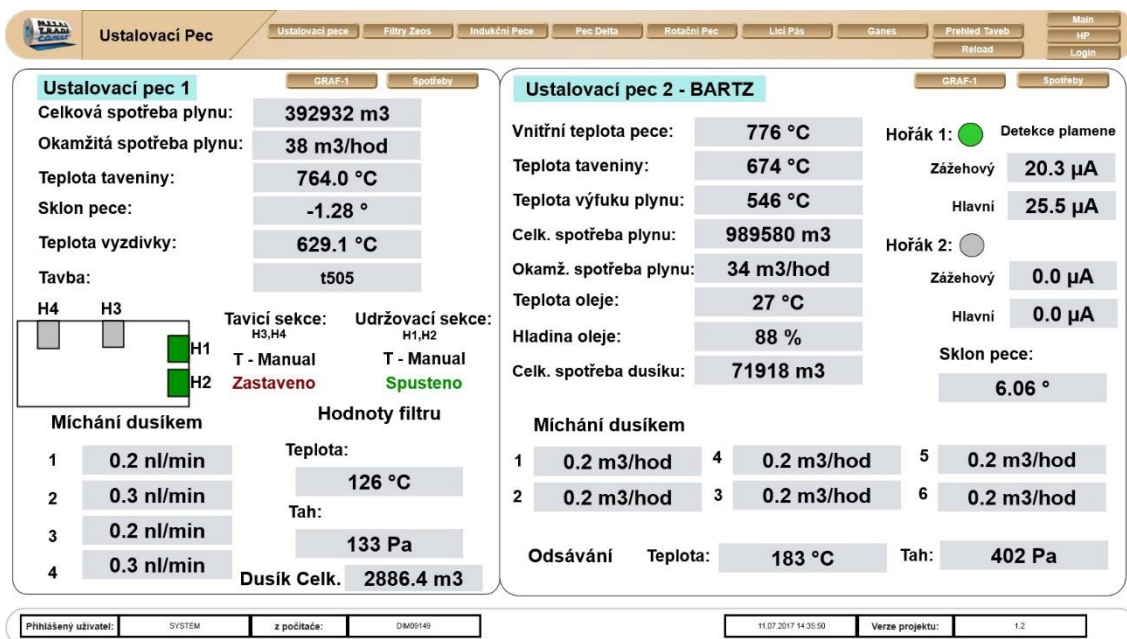 METAL TRADE COMAX
Ustalovací Pec
Ustalovací pece
Filtry Zeos
Indukční Pece
Pec Delta
Rotační Pec
Licí Pás
Ganes
Prehled Taveb
Reload
Main
HP
Login
Ustalovací pec 1
GRAF-1
Spotřeby
Celková spotřeba plynu: 392932 m3
Okamžitá spotřeba plynu: 38 m3/hod
Teplota taveniny: 764.0 °C
Sklon pece: -1.28 °
Teplota vyzdivky: 629.1 °C
Tavba: t505
H4 H3
H1
H2
Tavicí sekce:
H3,H4
T - Manual
Zastaveno
Udržovací sekce:
H1,H2
T - Manual
Spusteno
Míchání dusíkem
1 0.2 nl/min
2 0.3 nl/min
3 0.2 nl/min
4 0.3 nl/min
Hodnoty filtru
Teplota:
126 °C
Tah:
133 Pa
Dusík Celk. 2886.4 m3
Ustalovací pec 2 - BARTZ
GRAF-1
Spotřeby
Vnitřní teplota pece: 776 °C
Teplota taveniny: 674 °C
Teplota výfuku plynu: 546 °C
Celk. spotřeba plynu: 989580 m3
Okamž. spotřeba plynu: 34 m3/hod
Teplota oleje: 27 °C
Hladina oleje: 88 %
Celk. spotřeba dusíku: 71918 m3
Hořák 1: Detekce plamene
Zážehový 20.3 µA
Hlavní 25.5 µA
Hořák 2:
Zážehový 0.0 µA
Hlavní 0.0 µA
Sklon pece:
6.06 °
Míchání dusíkem
1 0.2 m3/hod 4 0.2 m3/hod 5 0.2 m3/hod
2 0.2 m3/hod 3 0.2 m3/hod 6 0.2 m3/hod
Odsávání Teplota: 183 °C Tah: 402 Pa
Přihlášený uživatel: SYSTEM z počítače: DIM09149 11.07.2017 14:35:50 Verze projektu: 1.2